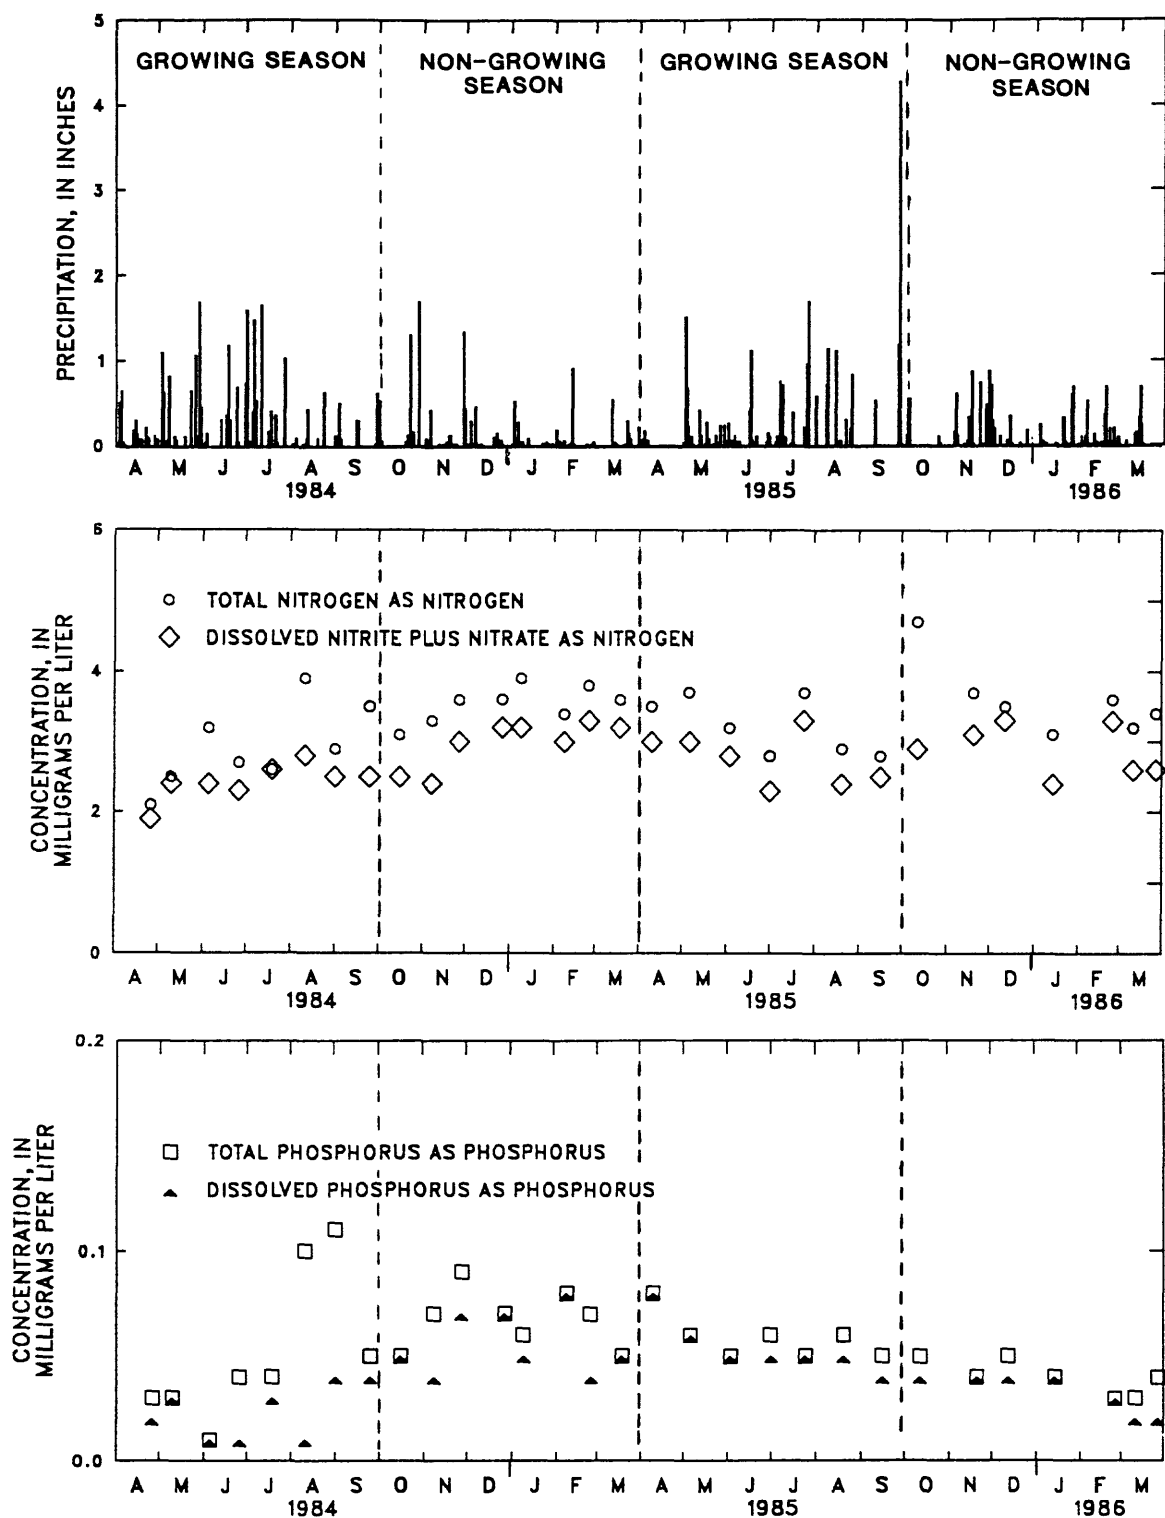 5
GROWING SEASON
NON-GROWING
SEASON
GROWING SEASON
NON-GROWING
SEASON
4
3
2
1
0
PRECIPITATION, IN INCHES
A M J J A S O N D J F M A M J J A S O N D J F M
1984 1985 1986
6
TOTAL NITROGEN AS NITROGEN
DISSOLVED NITRITE PLUS NITRATE AS NITROGEN
4
2
0
CONCENTRATION, IN
MILLIGRAMS PER LITER
A M J J A S O N D J F M A M J J A S O N D J F M
1984 1985 1986
0.2
TOTAL PHOSPHORUS AS PHOSPHORUS
DISSOLVED PHOSPHORUS AS PHOSPHORUS
0.1
0.0
CONCENTRATION, IN
MILLIGRAMS PER LITER
A M J J A S O N D J F M A M J J A S O N D J F M
1984 1985 1986